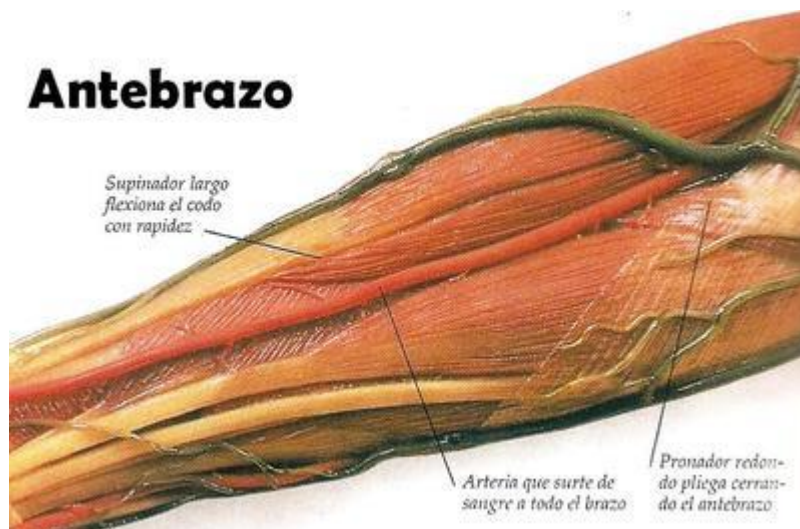 Antebrazo
Supinador largo
flexiona el codo
con rapidez
Arteria que surte de
sangre a todo el brazo
Pronador redon-
do pliega cerran-
do el antebrazo